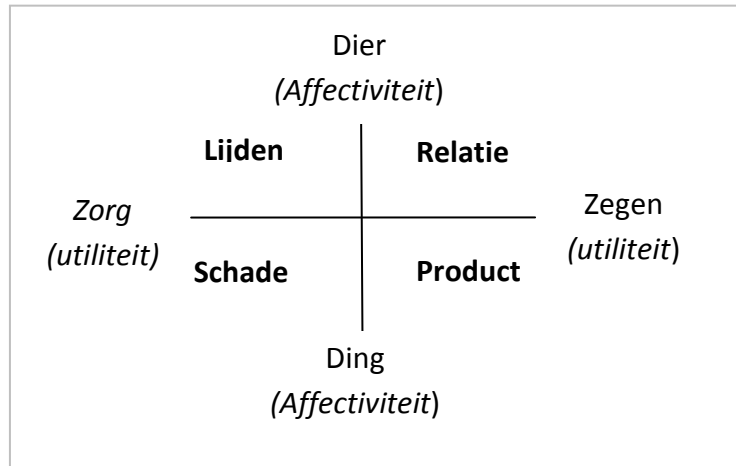 Dier
(Affectiviteit)
Lijden Relatie
Zorg Zegen
(utiliteit) (utiliteit)
Schade Product
Ding
(Affectiviteit)